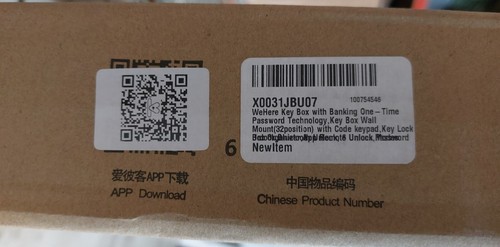 X0031JBU07
100754546
WeHere Key Box with Banking One-Time
Password Technology,Key Box Wall
Mount(32position) with Code keypad,Key Lock
Unlock,
NewItem
6
爱彼客APP下载
APP Download
中国物品编码
Chinese Product Number